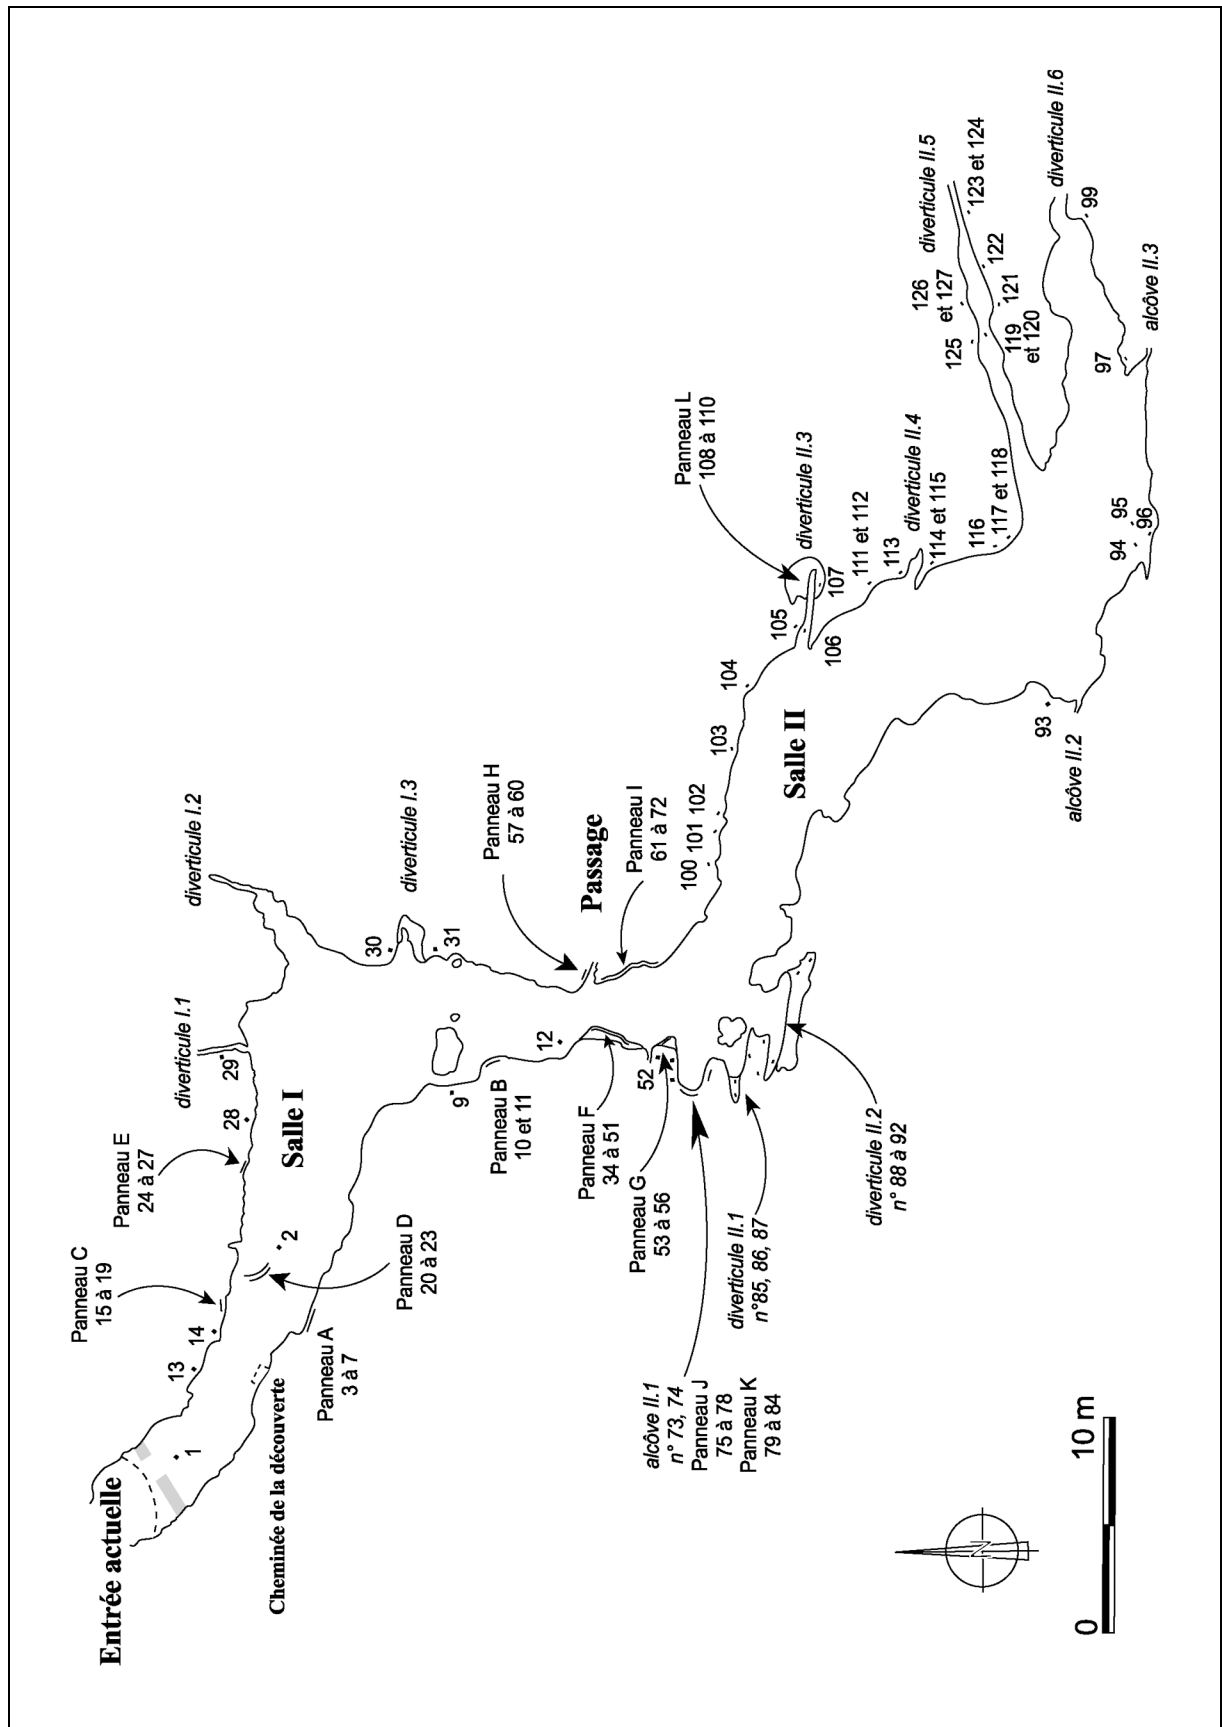 Entrée actuelle
1
Cheminée de la découverte
13
14
Panneau C
15 à 19
Panneau A
3 à 7
Panneau D
20 à 23
2
Panneau E
24 à 27
Salle I
28
29
diverticule I.1
diverticule I.2
30
diverticule I.3
31
9
Panneau B
10 et 11
12
Panneau F
34 à 51
52
Panneau G
53 à 56
Panneau H
57 à 60
Passage
Panneau I
61 à 72
alcôve II.1
n° 73, 74
Panneau J
75 à 78
Panneau K
79 à 84
diverticule II.1
n°85, 86, 87
diverticule II.2
n° 88 à 92
100
101
102
103
104
Salle II
105
106
107
Panneau L
108 à 110
diverticule II.3
111 et 112
113
diverticule II.4
114 et 115
116
117 et 118
119
et 120
121
122
123 et 124
125
126
et 127
diverticule II.5
diverticule II.6
99
97
alcôve II.3
94
95
96
93
alcôve II.2
N
0
10 m